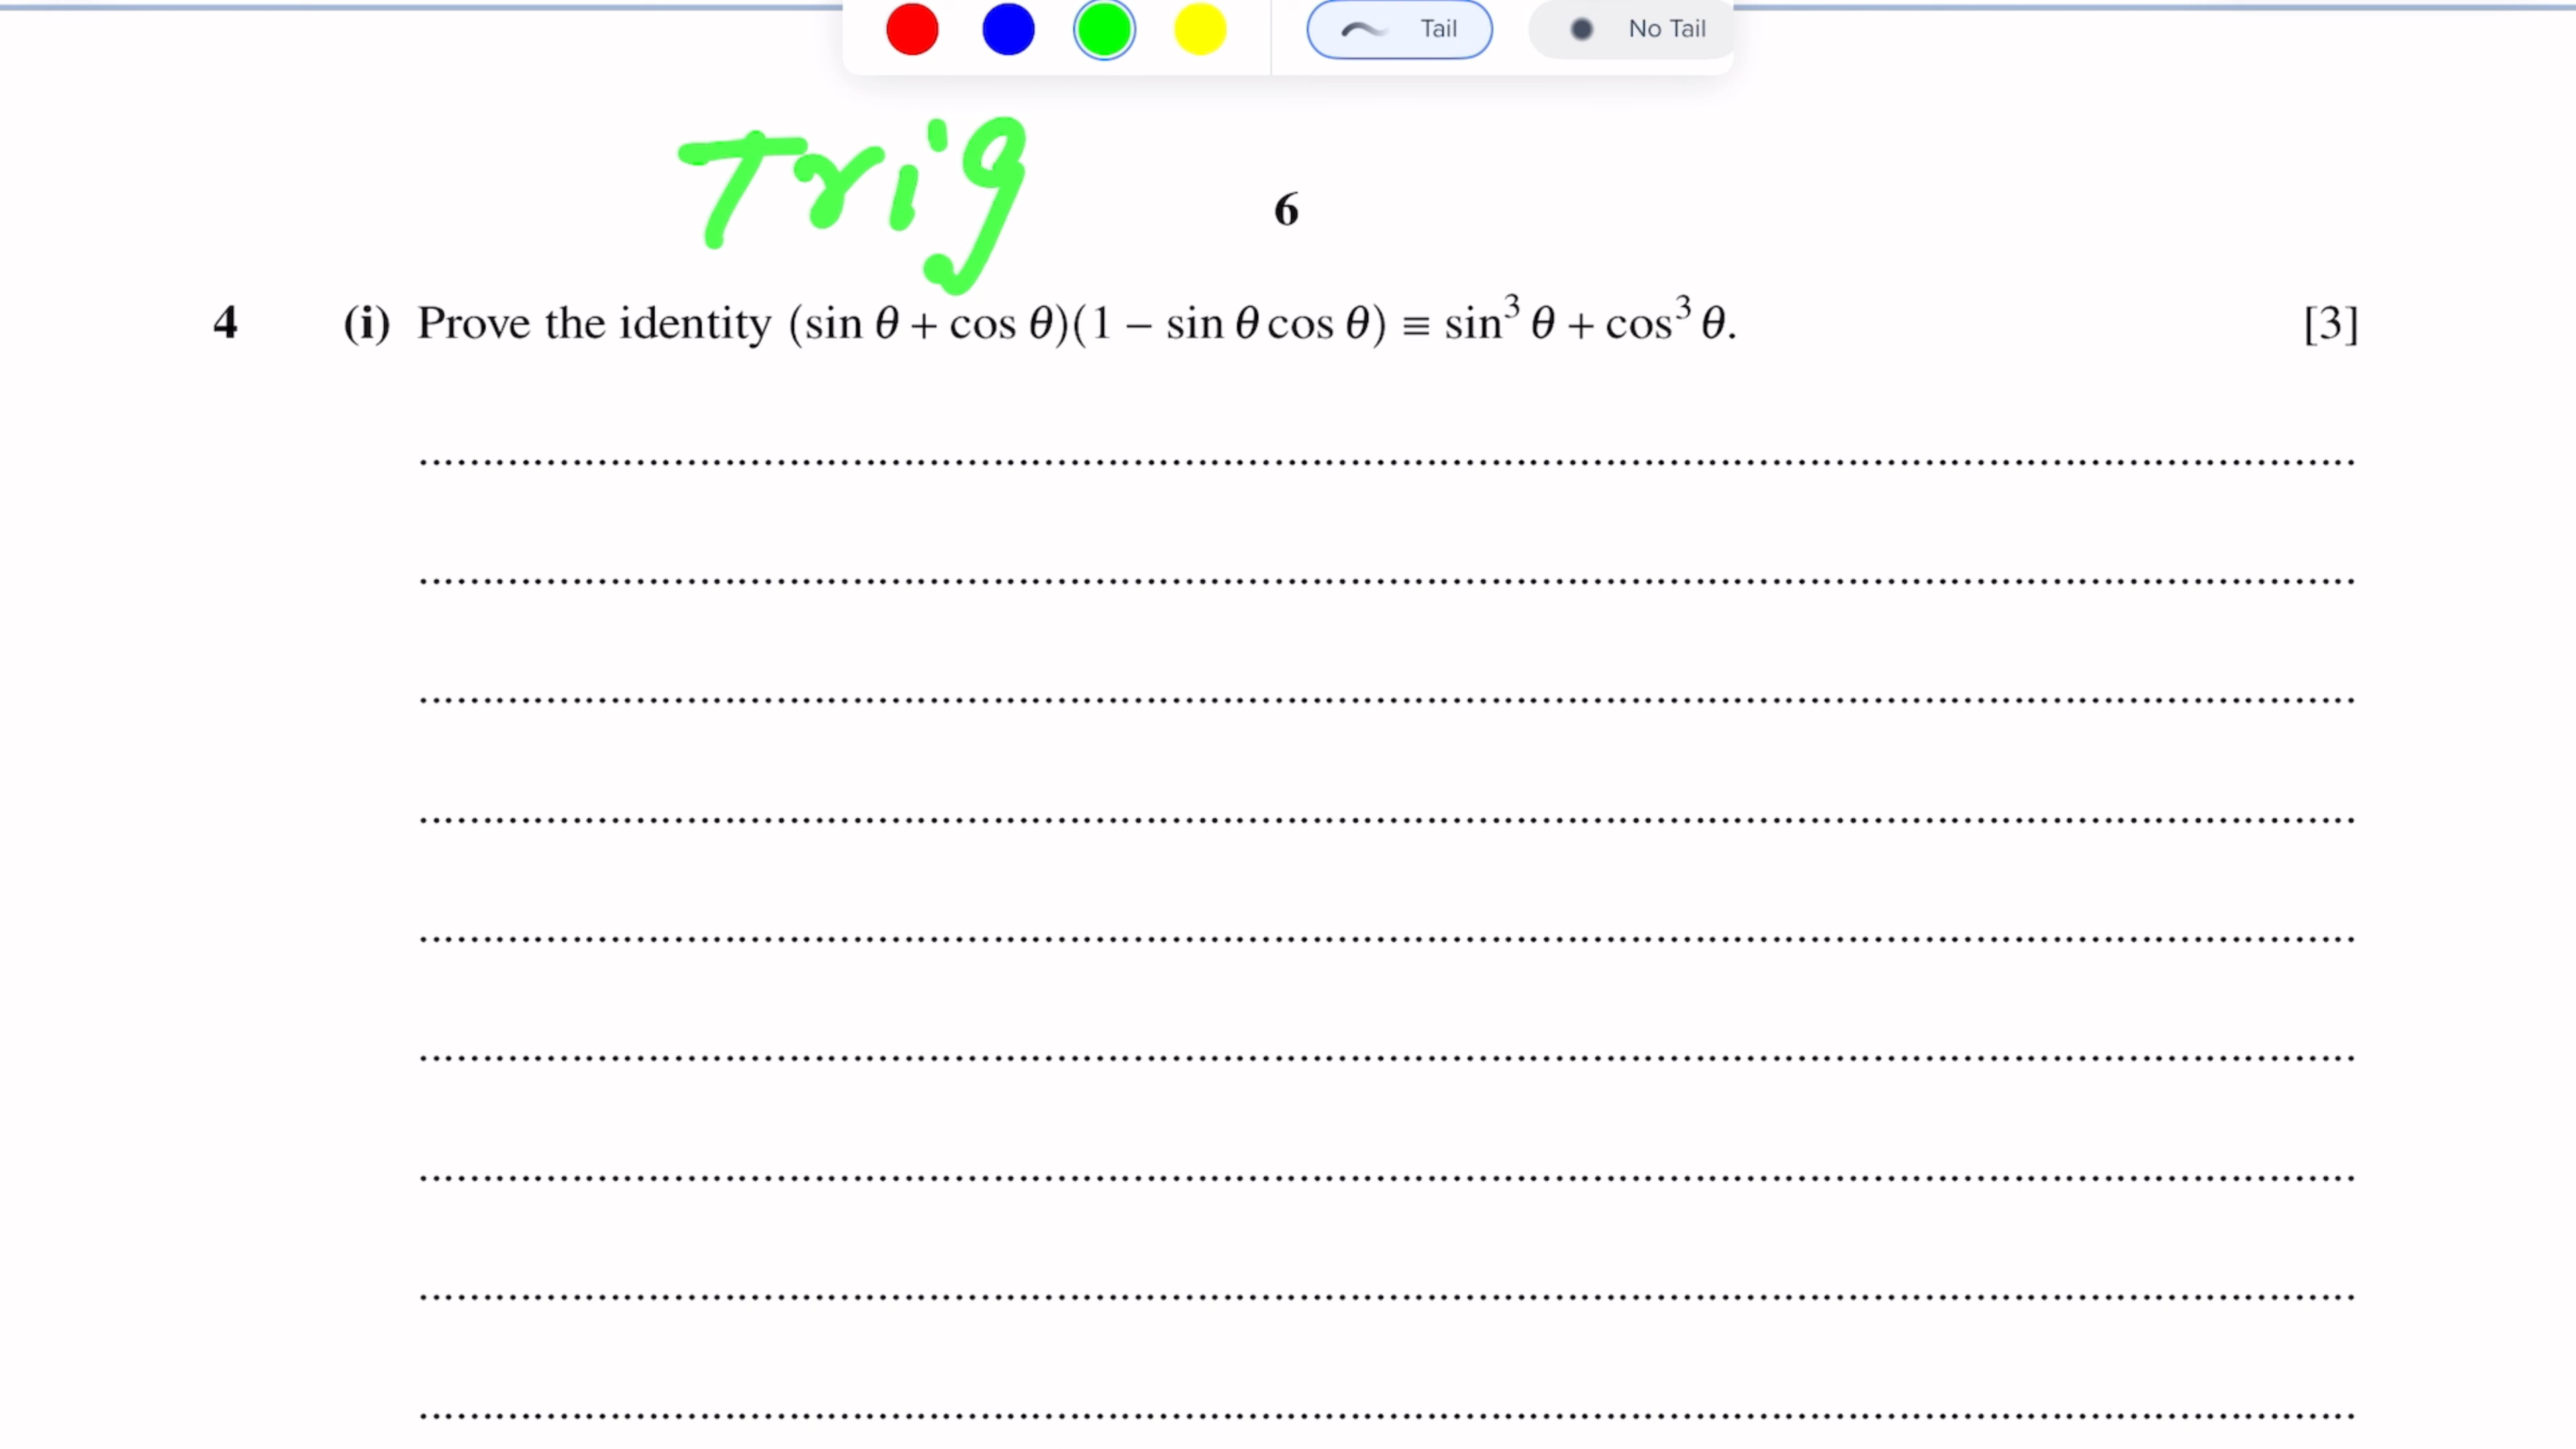 Tail No Tail
Trig
6
4 (i) Prove the identity (sin θ + cos θ)(1 − sin θ cos θ) ≡ sin³ θ + cos³ θ. [3]